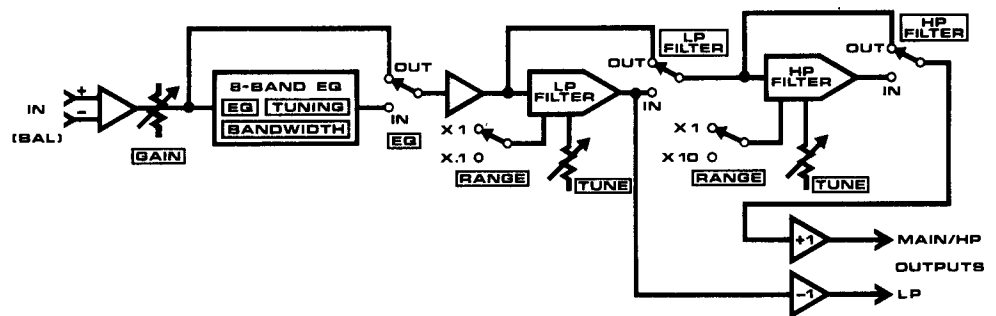 IN
(BAL)
+
−
GAIN
8-BAND EQ
EQ TUNING
BANDWIDTH
OUT
IN
EQ
LP
FILTER
X 1
X.1
RANGE
TUNE
OUT
LP
FILTER
IN
HP
FILTER
X 1
X 10
RANGE
TUNE
OUT
HP
FILTER
IN
+1
MAIN/HP
OUTPUTS
−1
LP